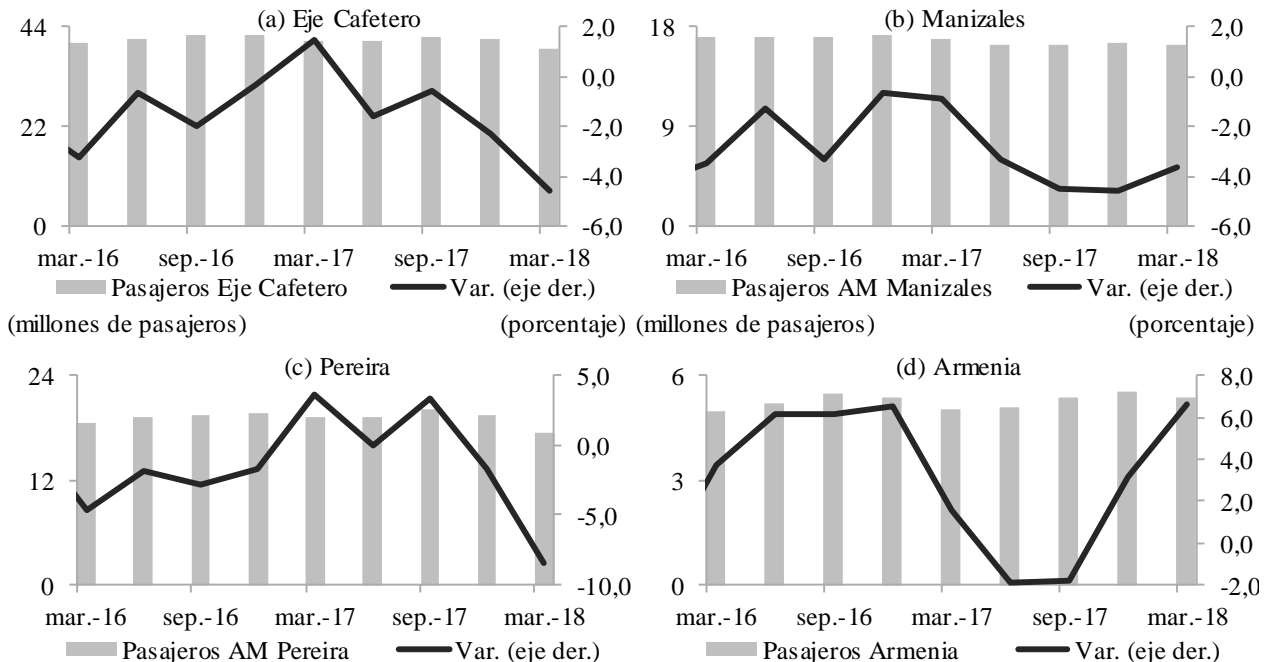 (a) Eje Cafetero
44
22
0
2,0
0,0
-2,0
-4,0
-6,0
mar.-16 sep.-16 mar.-17 sep.-17 mar.-18
Pasajeros Eje Cafetero Var. (eje der.)
(b) Manizales
18
9
0
2,0
0,0
-2,0
-4,0
-6,0
mar.-16 sep.-16 mar.-17 sep.-17 mar.-18
Pasajeros AM Manizales Var. (eje der.)
(millones de pasajeros) (porcentaje)
(c) Pereira
24
12
0
5,0
0,0
-5,0
-10,0
mar.-16 sep.-16 mar.-17 sep.-17 mar.-18
Pasajeros AM Pereira Var. (eje der.)
(millones de pasajeros) (porcentaje)
(d) Armenia
6
3
0
8,0
6,0
4,0
2,0
0,0
-2,0
mar.-16 sep.-16 mar.-17 sep.-17 mar.-18
Pasajeros Armenia Var. (eje der.)